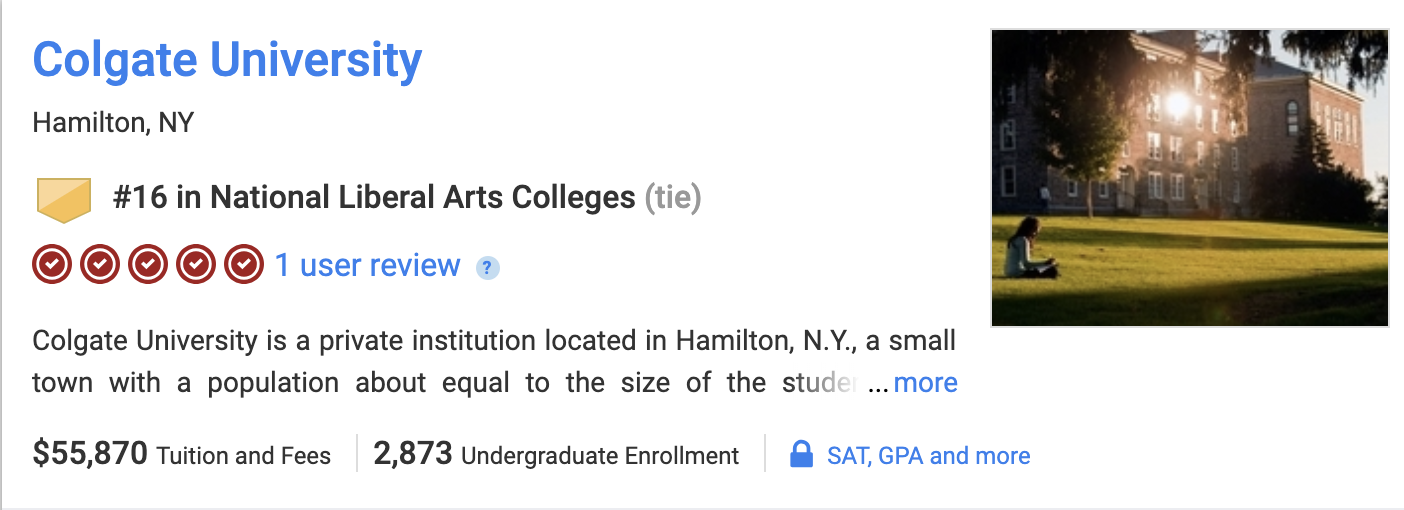 Colgate University
Hamilton, NY
#16 in National Liberal Arts Colleges (tie)
1 user review ?
Colgate University is a private institution located in Hamilton, N.Y., a small
town with a population about equal to the size of the stude ... more
$55,870 Tuition and Fees 2,873 Undergraduate Enrollment SAT, GPA and more